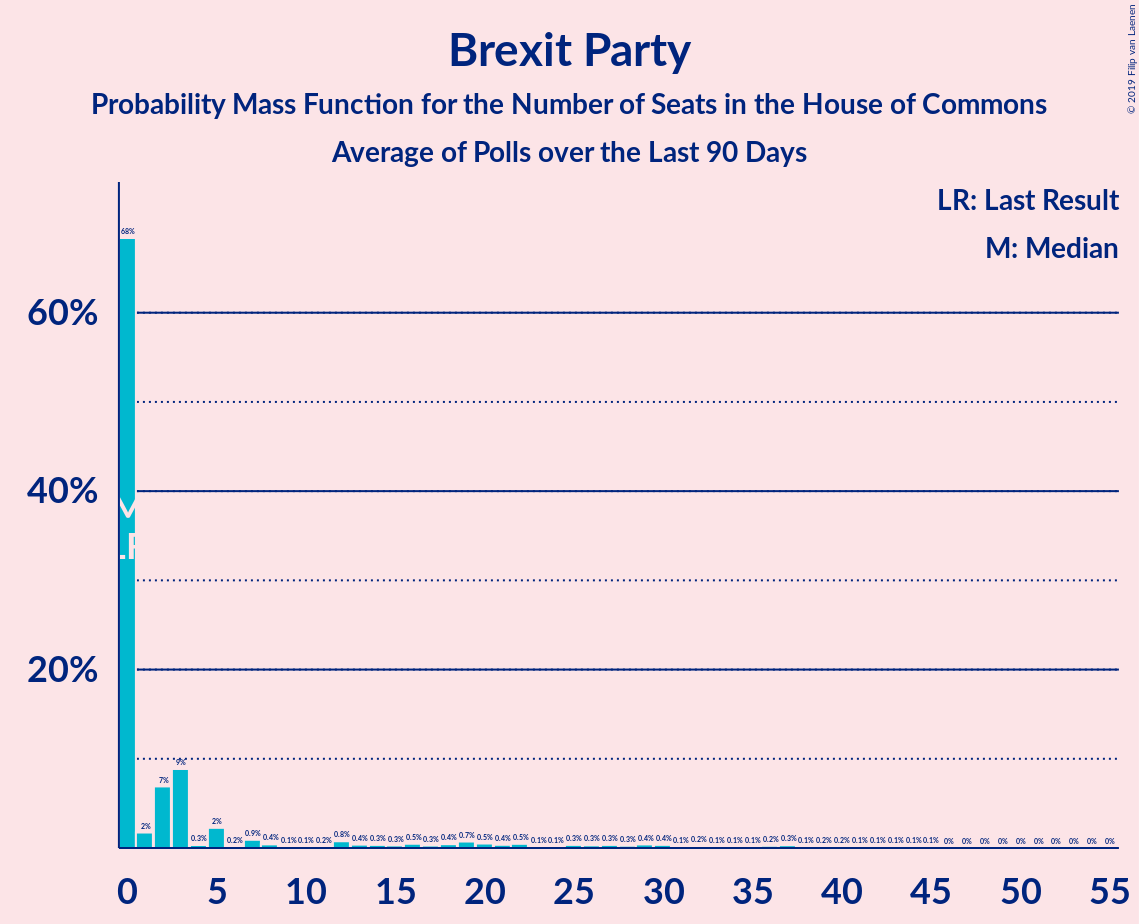 © 2019 Filip van Laenen
Brexit Party
Probability Mass Function for the Number of Seats in the House of Commons
Average of Polls over the Last 90 Days
LR: Last Result
M: Median
68% 2% 7% 9% 0.3% 2% 0.2% 0.9% 0.4% 0.1% 0.1% 0.2% 0.8% 0.4% 0.3% 0.3% 0.5% 0.3% 0.4% 0.7% 0.5% 0.4% 0.5% 0.1% 0.1% 0.3% 0.3% 0.3% 0.3% 0.4% 0.4% 0.1% 0.2% 0.1% 0.1% 0.1% 0.2% 0.3% 0.1% 0.2% 0.2% 0.1% 0.1% 0.1% 0.1% 0.1% 0% 0% 0% 0% 0% 0% 0% 0% 0% 0%
60%
40%
20%
0 5 10 15 20 25 30 35 40 45 50 55